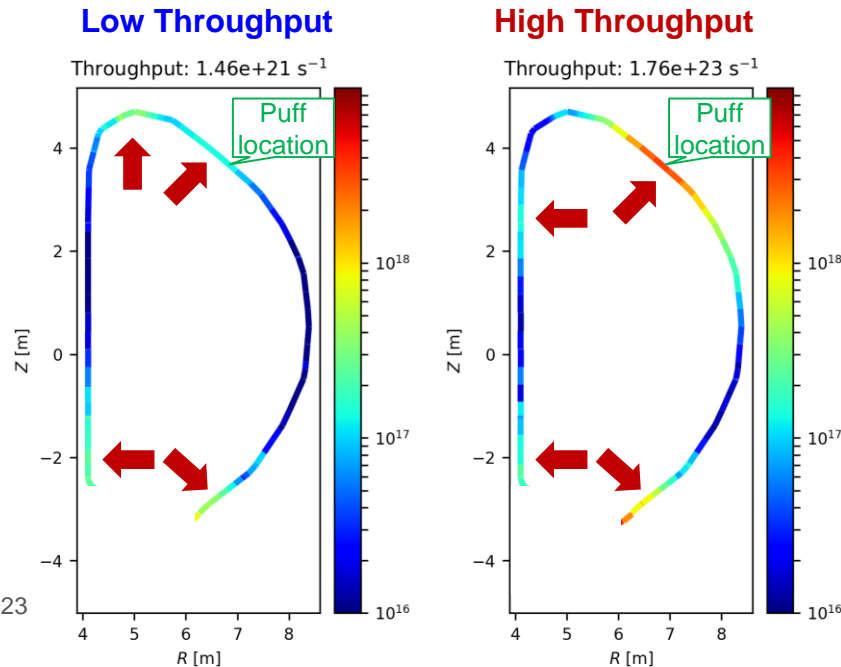 Low Throughput
Throughput: 1.46e+21 s⁻¹
Puff
location
Z [m]
4
2
0
−2
−4
4 5 6 7 8
R [m]
10¹⁸
10¹⁷
10¹⁶
23
High Throughput
Throughput: 1.76e+23 s⁻¹
Puff
location
Z [m]
4
2
0
−2
−4
4 5 6 7 8
R [m]
10¹⁸
10¹⁷
10¹⁶